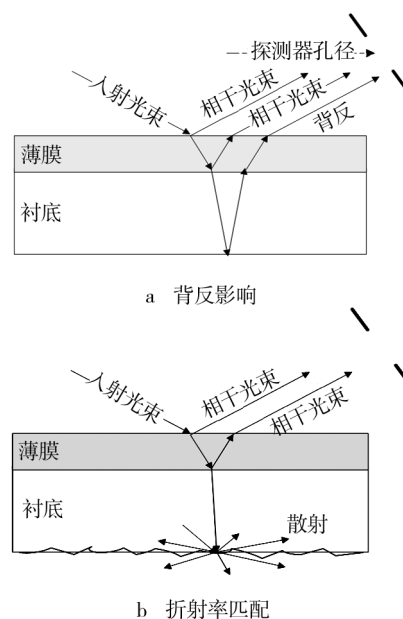 探测器孔径
入射光束
相干光束
相干光束
背反
薄膜
衬底
a 背反影响
入射光束
相干光束
相干光束
薄膜
衬底
散射
b 折射率匹配